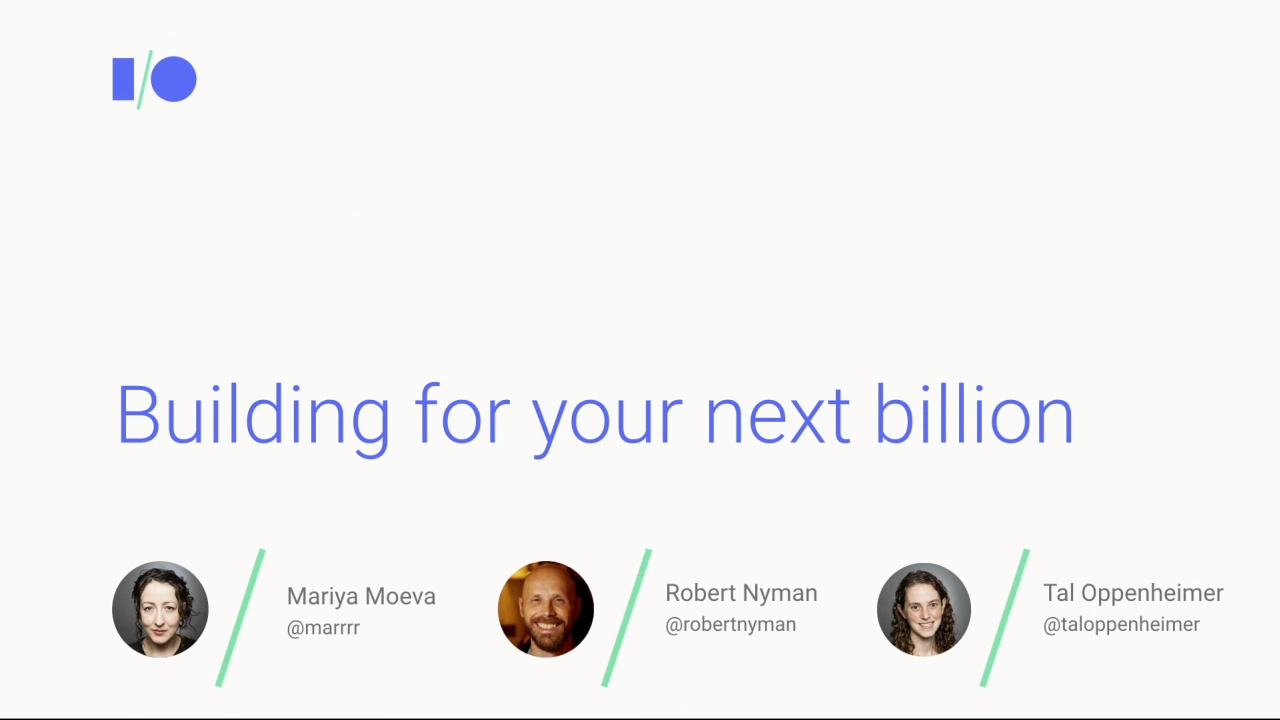 I/O
Building for your next billion
Mariya Moeva
@marrrr
Robert Nyman
@robertnyman
Tal Oppenheimer
@taloppenheimer